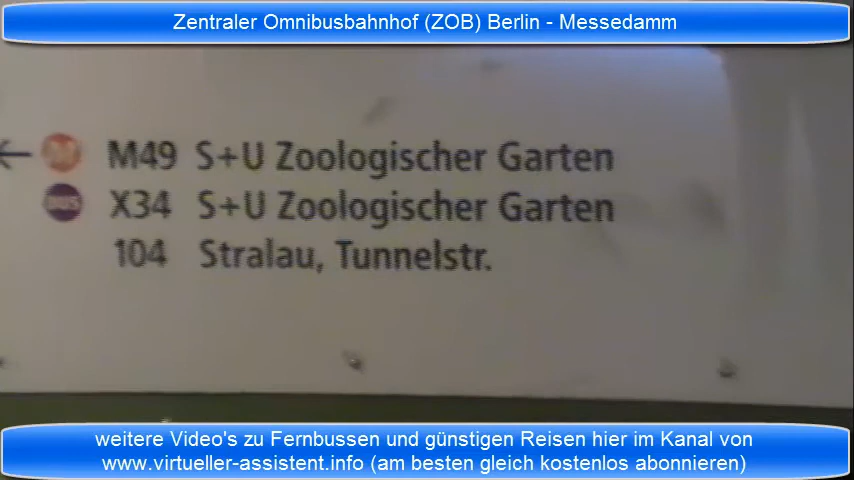 Zentraler Omnibusbahnhof (ZOB) Berlin - Messedamm
M M49 S+U Zoologischer Garten
BUS X34 S+U Zoologischer Garten
104 Stralau, Tunnelstr.
weitere Video's zu Fernbussen und günstigen Reisen hier im Kanal von
www.virtueller-assistent.info (am besten gleich kostenlos abonnieren)